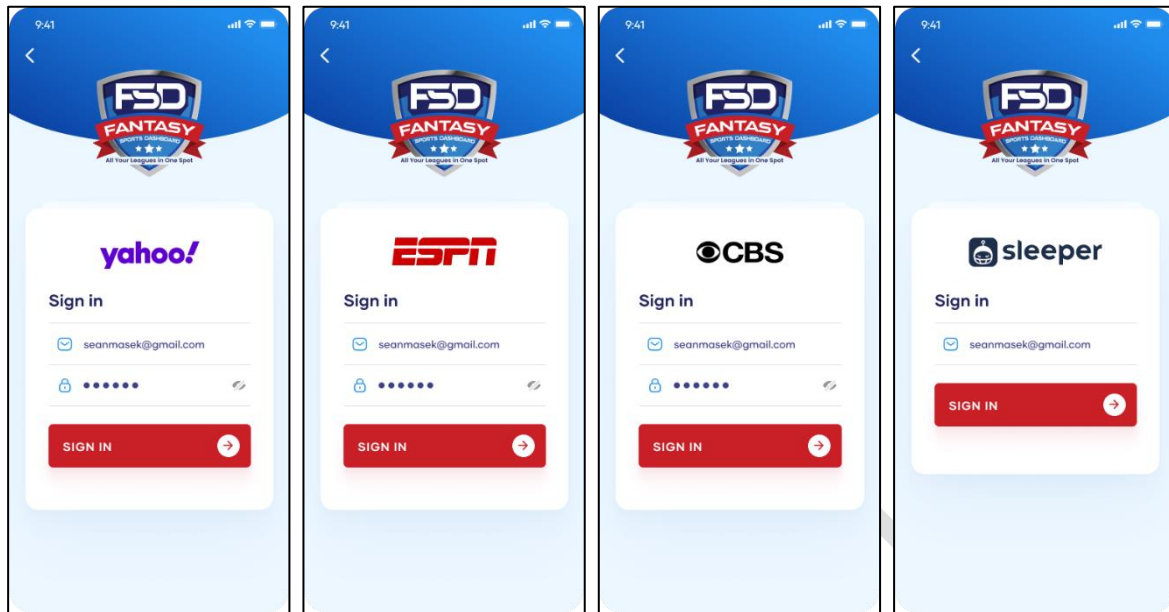 9:41
FSD
FANTASY
SPORTS DASHBOARD
All Your Leagues in One Spot
yahoo!
Sign in
seanmasek@gmail.com
SIGN IN
9:41
FSD
FANTASY
SPORTS DASHBOARD
All Your Leagues in One Spot
ESPN
Sign in
seanmasek@gmail.com
SIGN IN
9:41
FSD
FANTASY
SPORTS DASHBOARD
All Your Leagues in One Spot
CBS
Sign in
seanmasek@gmail.com
SIGN IN
9:41
FSD
FANTASY
SPORTS DASHBOARD
All Your Leagues in One Spot
sleeper
Sign in
seanmasek@gmail.com
SIGN IN